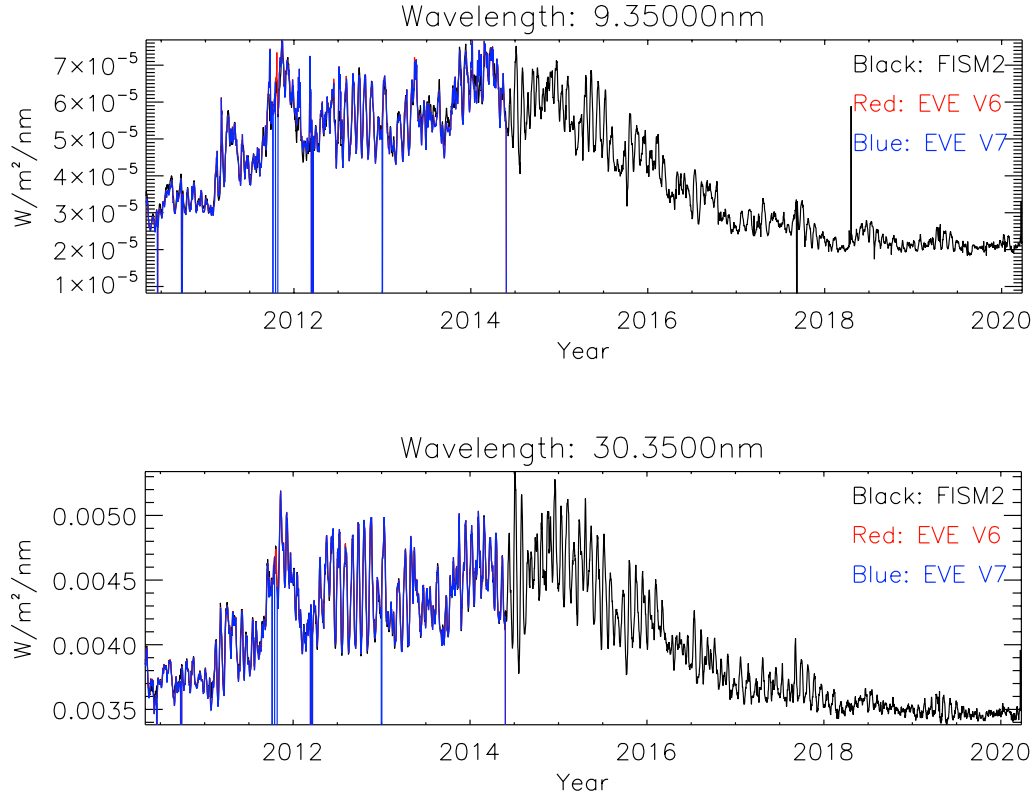 Wavelength: 9.35000nm
7×10⁻⁵
6×10⁻⁵
5×10⁻⁵
4×10⁻⁵
3×10⁻⁵
2×10⁻⁵
1×10⁻⁵
W/m²/nm
Black: FISM2
Red: EVE V6
Blue: EVE V7
2012 2014 2016 2018 2020
Year
Wavelength: 30.3500nm
0.0050
0.0045
0.0040
0.0035
W/m²/nm
Black: FISM2
Red: EVE V6
Blue: EVE V7
2012 2014 2016 2018 2020
Year